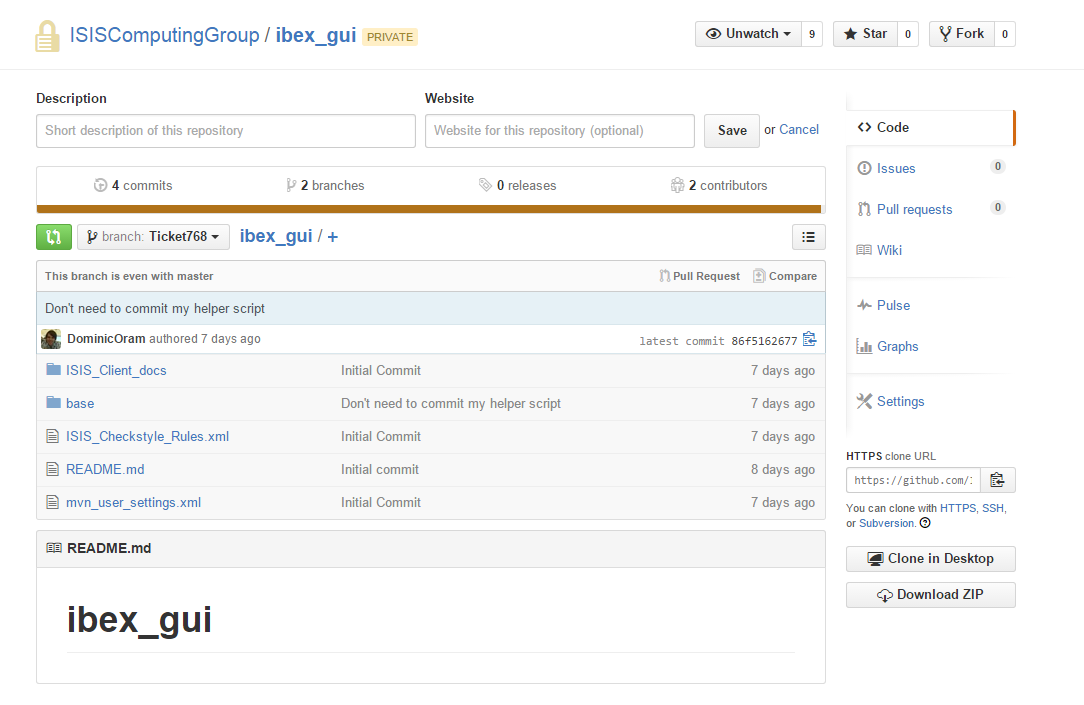 ISISComputingGroup / ibex_gui PRIVATE
Unwatch 9 Star 0 Fork 0
Description Website
Short description of this repository Website for this repository (optional) Save or Cancel
4 commits 2 branches 0 releases 2 contributors
branch: Ticket768 ibex_gui / +
This branch is even with master Pull Request Compare
Don't need to commit my helper script
DominicOram authored 7 days ago latest commit 86f5162677
ISIS_Client_docs Initial Commit 7 days ago
base Don't need to commit my helper script 7 days ago
ISIS_Checkstyle_Rules.xml Initial Commit 7 days ago
README.md Initial commit 8 days ago
mvn_user_settings.xml Initial Commit 7 days ago
README.md
ibex_gui
Code
Issues 0
Pull requests 0
Wiki
Pulse
Graphs
Settings
HTTPS clone URL
https://github.com/
You can clone with HTTPS, SSH,
or Subversion.
Clone in Desktop
Download ZIP